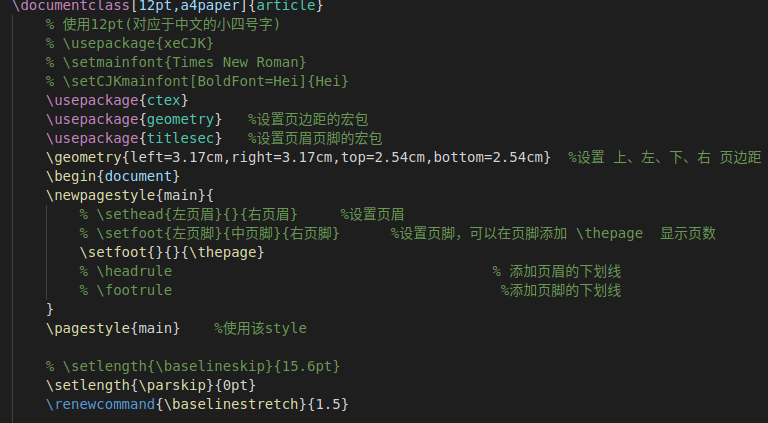 \documentclass[12pt,a4paper]{article}
% 使用12pt(对应于中文的小四号字)
% \usepackage{xeCJK}
% \setmainfont{Times New Roman}
% \setCJKmainfont[BoldFont=Hei]{Hei}
\usepackage{ctex}
\usepackage{geometry}   %设置页边距的宏包
\usepackage{titlesec}   %设置页眉页脚的宏包
\geometry{left=3.17cm,right=3.17cm,top=2.54cm,bottom=2.54cm}  %设置 上、左、下、右 页边距
\begin{document}
\newpagestyle{main}{
% \sethead{左页眉}{}{右页眉}     %设置页眉
% \setfoot{左页脚}{中页脚}{右页脚}      %设置页脚，可以在页脚添加 \thepage  显示页数
\setfoot{}{}{\thepage}
% \headrule                                      % 添加页眉的下划线
% \footrule                                       %添加页脚的下划线
}
\pagestyle{main}    %使用该style
% \setlength{\baselineskip}{15.6pt}
\setlength{\parskip}{0pt}
\renewcommand{\baselinestretch}{1.5}